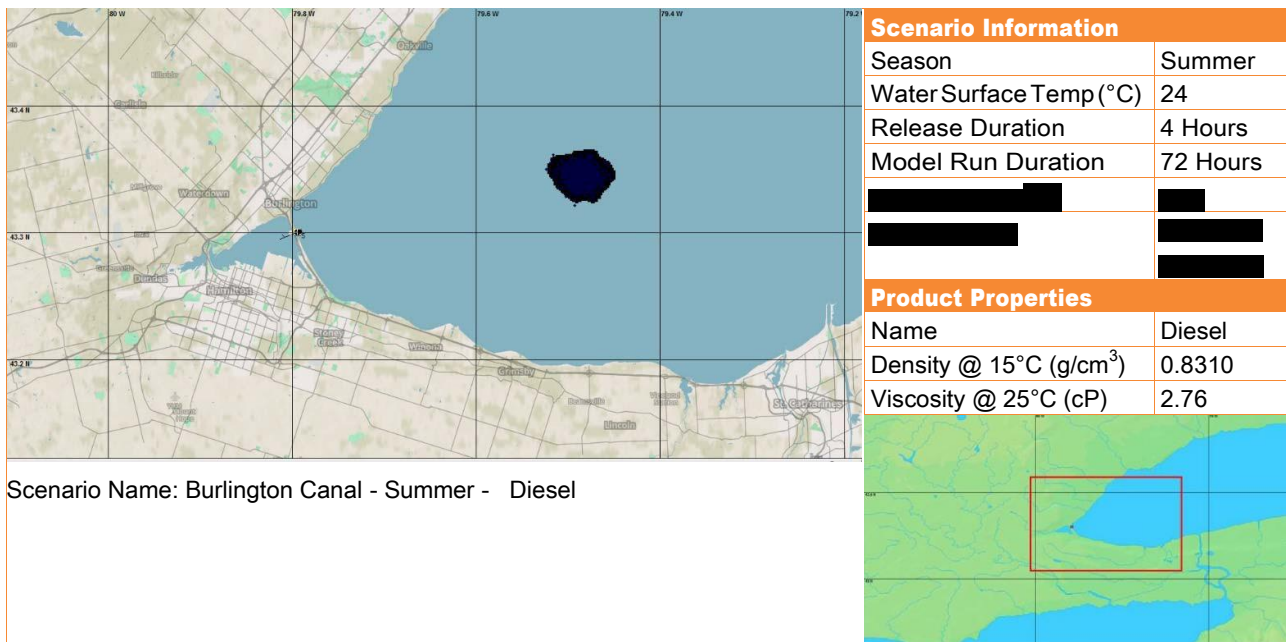 80 W
79.8 W
79.6 W
79.4 W
79.2
Oakville
43.4 N
Carlisle
Waterdown
Burlington
43.3 N
Dundas
Hamilton
Stoney
Creek
Winona
43.2 N
Grimsby
St. Catharines
Lincoln
Scenario Name: Burlington Canal - Summer - Diesel
Scenario Information
Season Summer
Water Surface Temp (°C) 24
Release Duration 4 Hours
Model Run Duration 72 Hours
Product Properties
Name Diesel
Density @ 15°C (g/cm³) 0.8310
Viscosity @ 25°C (cP) 2.76